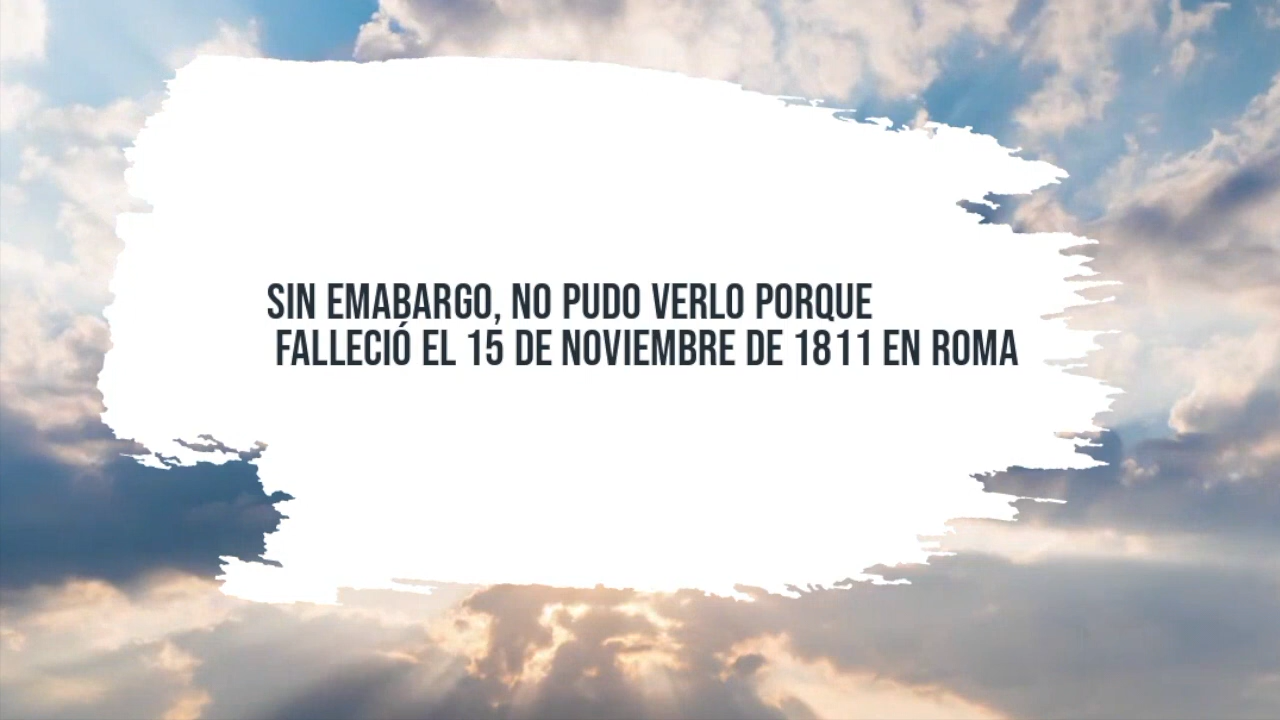 SIN EMABARGO, NO PUDO VERLO PORQUE
FALLECIÓ EL 15 DE NOVIEMBRE DE 1811 EN ROMA